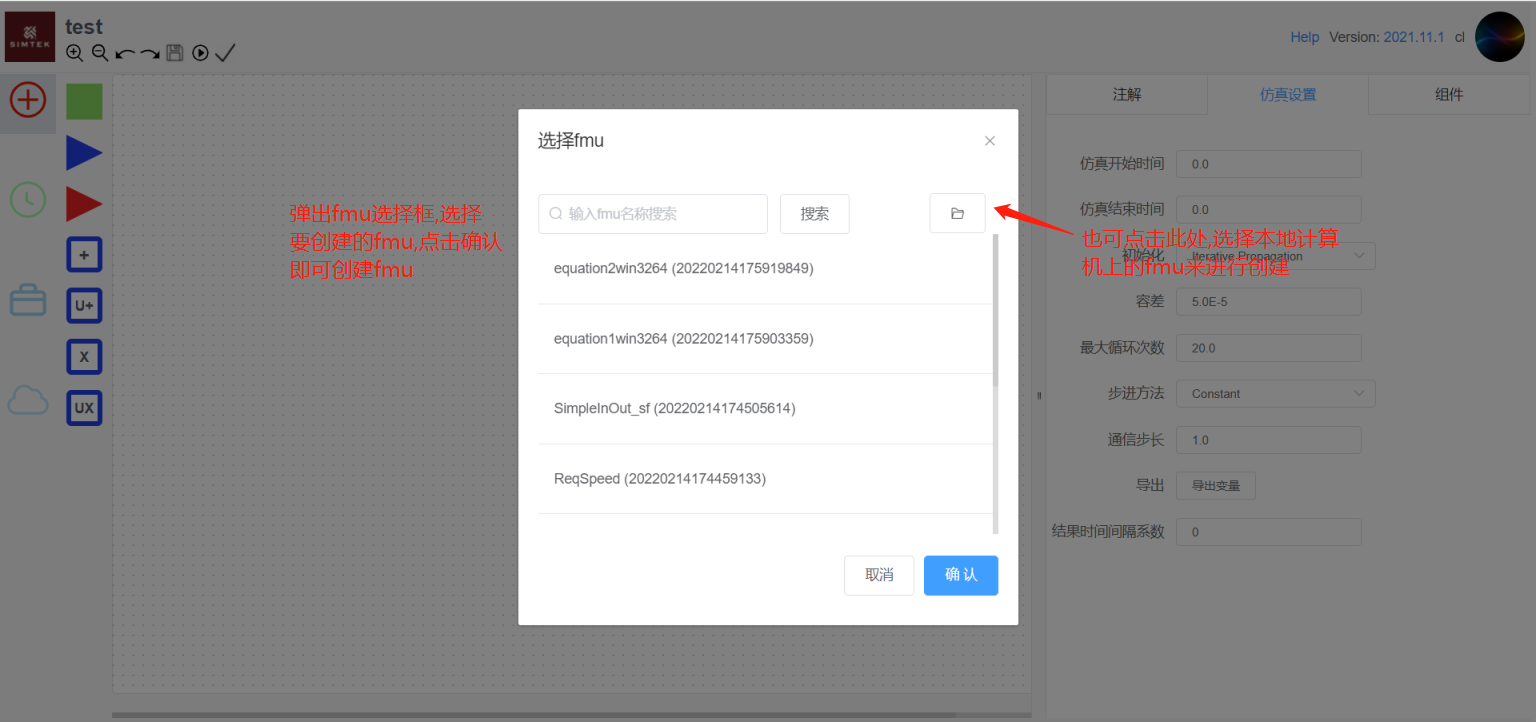 test
SIMTEK
Help Version: 2021.11.1 cl
注解 仿真设置 组件
选择fmu
输入fmu名称搜索 搜索
equation2win3264 (20220214175919849)
equation1win3264 (20220214175903359)
SimpleInOut_sf (20220214174505614)
ReqSpeed (20220214174459133)
取消 确 认
弹出fmu选择框,选择
要创建的fmu,点击确认
即可创建fmu
也可点击此处,选择本地计算
机上的fmu来进行创建
+
U+
X
UX
仿真开始时间 0.0
仿真结束时间 0.0
初始化 Iterative Propagation
容差 5.0E-5
最大循环次数 20.0
步进方法 Constant
通信步长 1.0
导出 导出变量
结果时间间隔系数 0